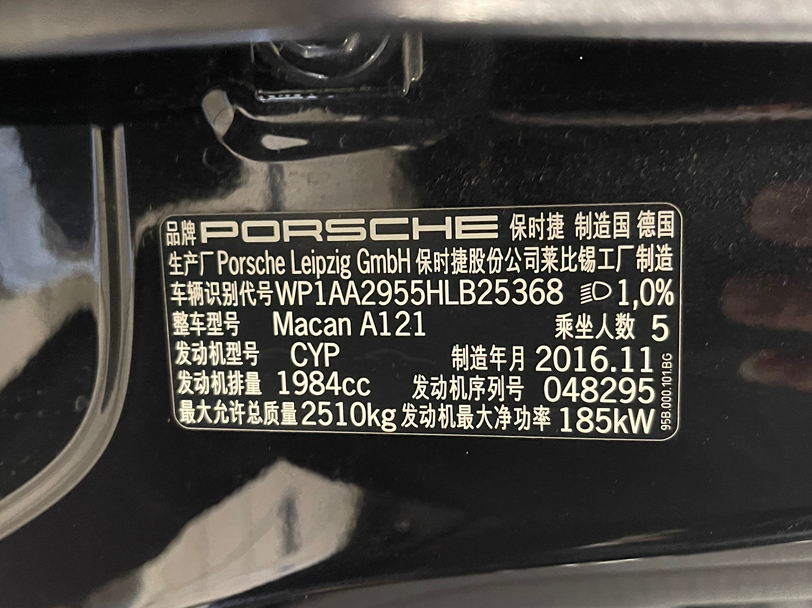 品牌 PORSCHE 保时捷 制造国 德国
生产厂 Porsche Leipzig GmbH 保时捷股份公司莱比锡工厂制造
车辆识别代号 WP1AA2955HLB25368 1,0%
整车型号 Macan A121 乘坐人数 5
发动机型号 CYP 制造年月 2016.11
发动机排量 1984cc 发动机序列号 048295
最大允许总质量 2510kg 发动机最大净功率 185kW
95B.000.101.BG